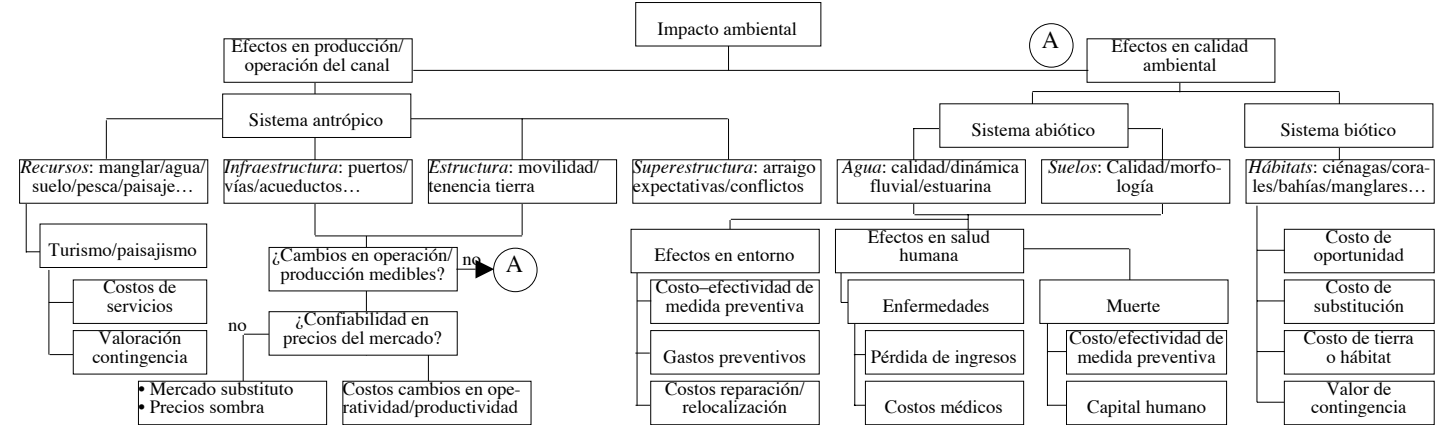 Impacto ambiental
A
Efectos en producción/
operación del canal
Efectos en calidad
ambiental
Sistema antrópico
Sistema abiótico
Sistema biótico
Recursos: manglar/agua/
suelo/pesca/paisaje…
Infraestructura: puertos/
vías/acueductos…
Estructura: movilidad/
tenencia tierra
Superestructura: arraigo
expectativas/conflictos
Agua: calidad/dinámica
fluvial/estuarina
Suelos: Calidad/morfo-
logía
Hábitats: ciénagas/cora-
les/bahías/manglares…
Turismo/paisajismo
¿Cambios en operación/
producción medibles?
no
A
Efectos en entorno
Efectos en salud
humana
Costo de
oportunidad
Costos de
servicios
Costo–efectividad de
medida preventiva
Enfermedades
Muerte
Costo de
substitución
no
¿Confiabilidad en
precios del mercado?
Valoración
contingencia
Gastos preventivos
Pérdida de ingresos
Costo/efectividad de
medida preventiva
Costo de tierra
o hábitat
• Mercado substituto
• Precios sombra
Costos cambios en ope-
ratividad/productividad
Costos reparación/
relocalización
Costos médicos
Capital humano
Valor de
contingencia